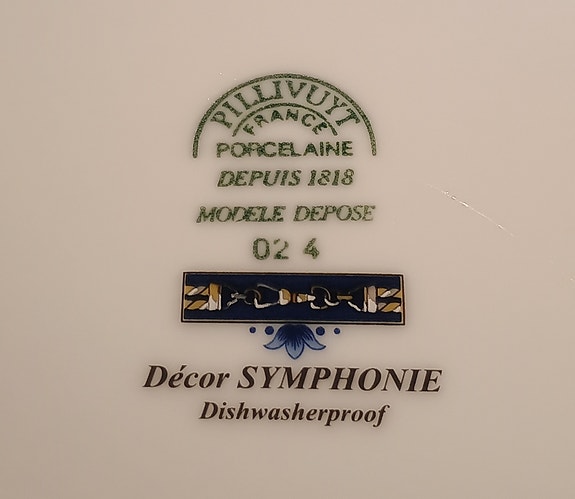 PILLIVUYT
FRANCE
PORCELAINE
DEPUIS 1818
MODELE DEPOSE
02 4
Décor SYMPHONIE
Dishwasherproof